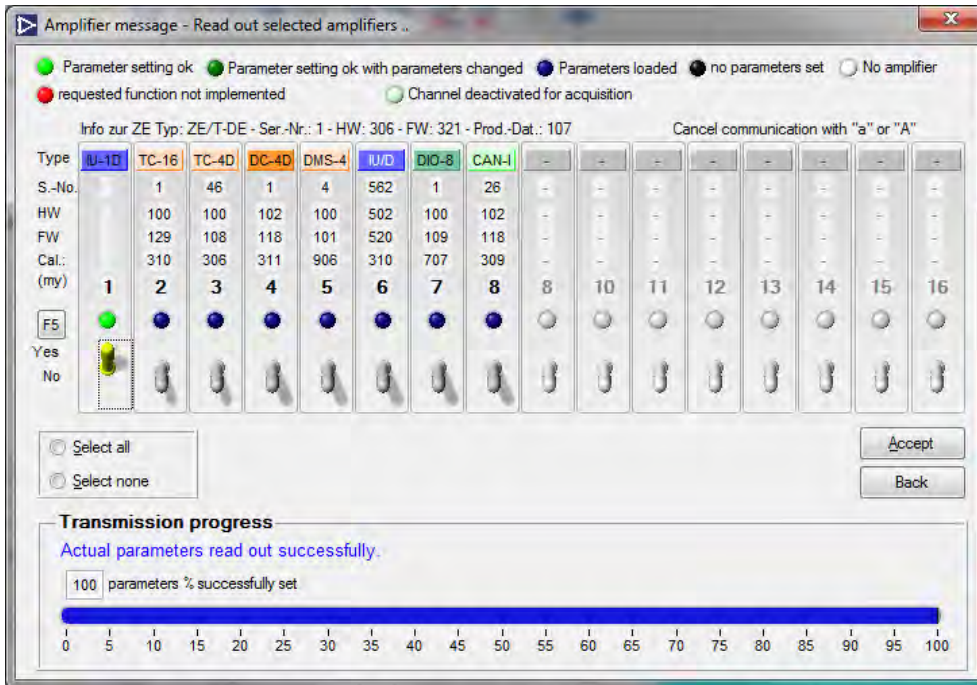 Amplifier message - Read out selected amplifiers ..
Parameter setting ok Parameter setting ok with parameters changed Parameters loaded no parameters set No amplifier
requested function not implemented Channel deactivated for acquisition
Info zur ZE Typ: ZE/T-DE - Ser.-Nr.: 1 - HW: 306 - FW: 321 - Prod.-Dat.: 107 Cancel communication with "a" or "A"
Type IU-1D TC-16 TC-4D DC-4D DMS-4 IU/D DIO-8 CAN-I - - - - - - - -
S.-No. 1 46 1 4 562 1 26 - - - - - - - -
HW 100 100 102 100 502 100 102 - - - - - - - -
FW 129 108 118 101 520 109 118 - - - - - - - -
Cal.: 310 306 311 906 310 707 309 - - - - - - - -
(my) 1 2 3 4 5 6 7 8 8 10 11 12 13 14 15 16
F5
Yes
No
Select all
Accept
Select none
Back
Transmission progress
Actual parameters read out successfully.
100 parameters % successfully set
0 5 10 15 20 25 30 35 40 45 50 55 60 65 70 75 80 85 90 95 100